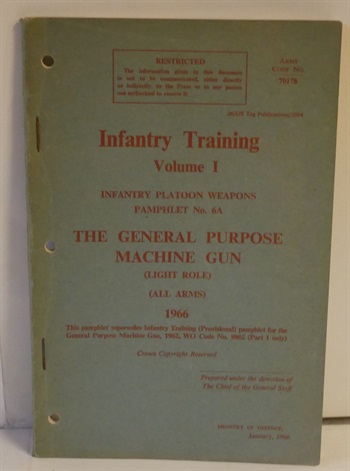 RESTRICTED
The information given in this document
is not to be communicated, either directly
or indirectly, to the Press or to any person
not authorized to receive it.
ARMY
CODE No.
70176
Infantry Training
Volume I
INFANTRY PLATOON WEAPONS
PAMPHLET No. 6A
THE GENERAL PURPOSE
MACHINE GUN
(LIGHT ROLE)
(ALL ARMS)
1966
This pamphlet supersedes Infantry Training (Provisional) pamphlet for the
General Purpose Machine Gun, 1962, WO Code No. (Part I only)
Crown Copyright Reserved
Prepared under the direction of
The Chief of the General Staff
MINISTRY OF DEFENCE,
January, 1966